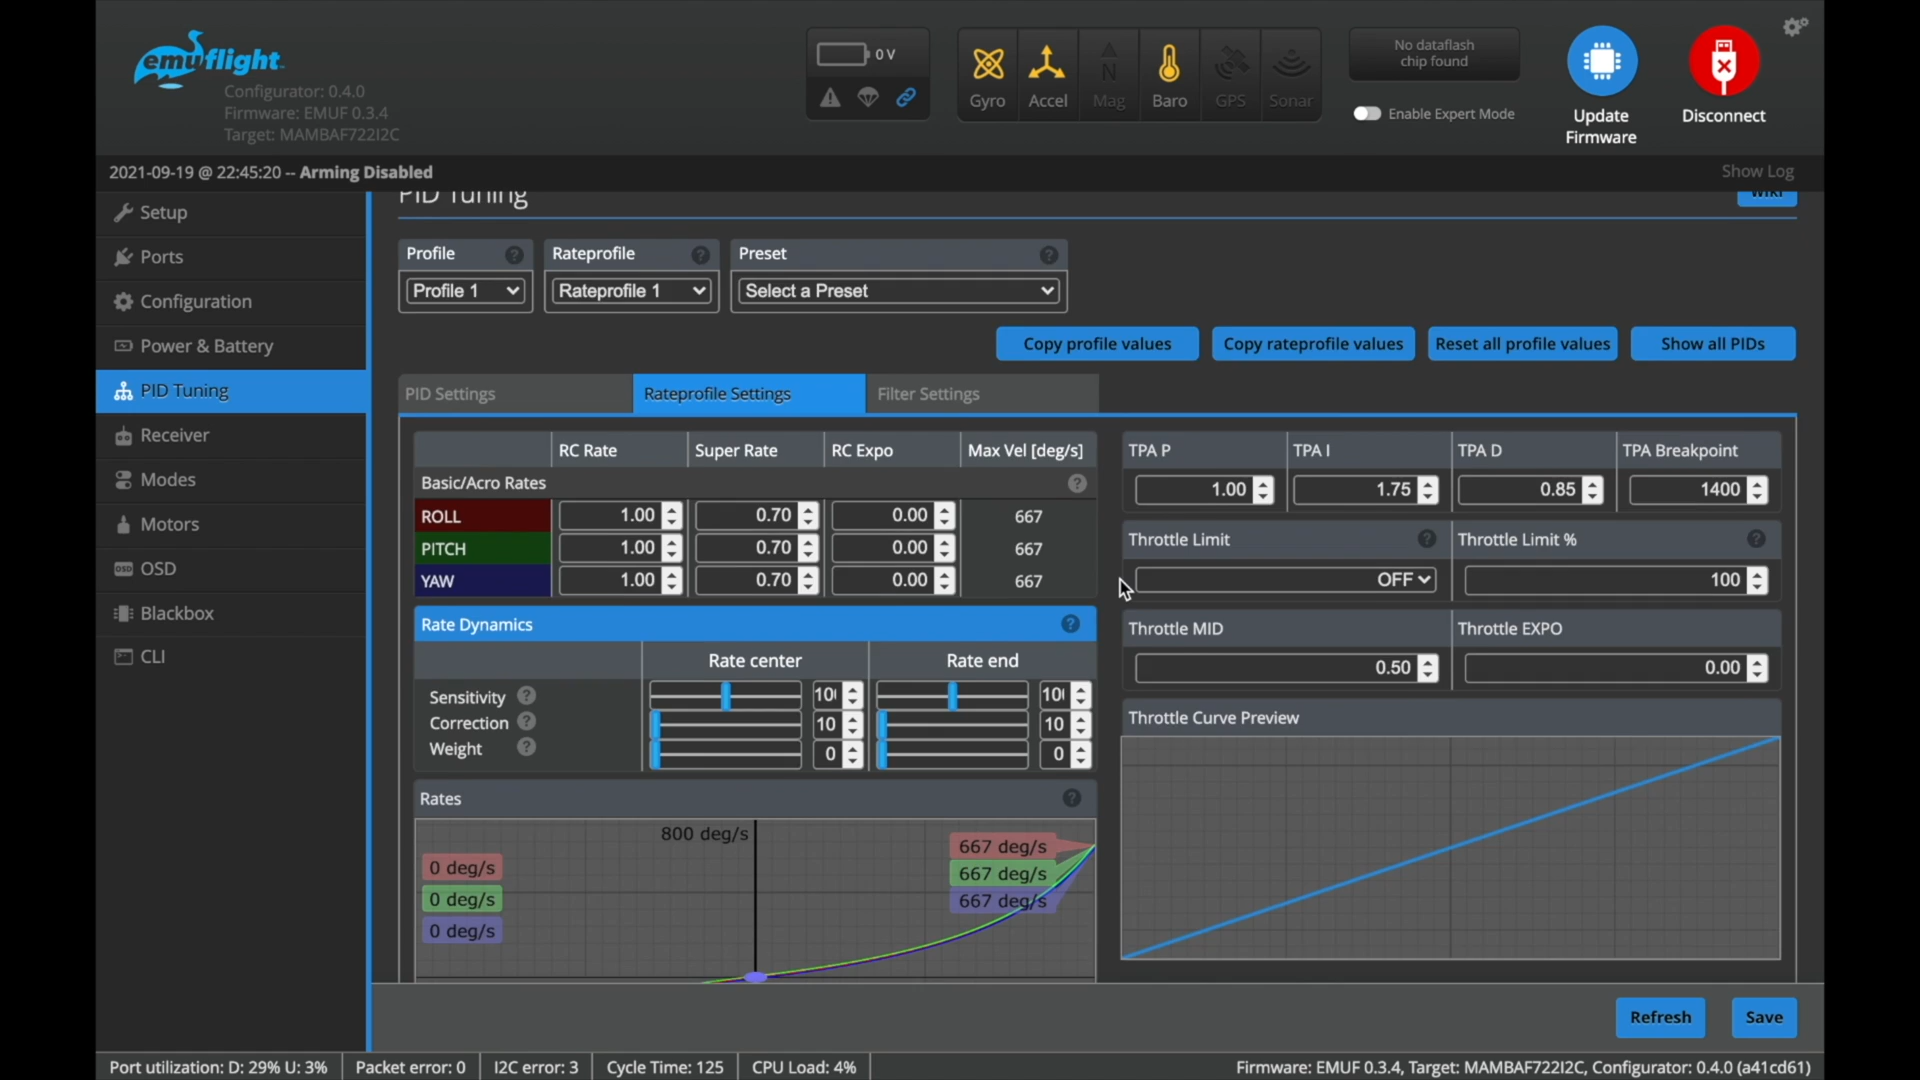 emuflight
Configurator: 0.4.0
Firmware: EMUF 0.3.4
Target: MAMBAF722I2C
0 V
Gyro
Accel
Mag
Baro
GPS
Sonar
No dataflash
chip found
Enable Expert Mode
Update
Firmware
Disconnect
2021-09-19 @ 22:45:20 -- Arming Disabled
Show Log
Setup
Ports
Configuration
Power & Battery
PID Tuning
Receiver
Modes
Motors
OSD
Blackbox
CLI
PID Tuning
WIKI
Profile
Rateprofile
Preset
Profile 1
Rateprofile 1
Select a Preset
Copy profile values
Copy rateprofile values
Reset all profile values
Show all PIDs
PID Settings
Rateprofile Settings
Filter Settings
RC Rate Super Rate RC Expo Max Vel [deg/s]
Basic/Acro Rates
ROLL 1.00 0.70 0.00 667
PITCH 1.00 0.70 0.00 667
YAW 1.00 0.70 0.00 667
Rate Dynamics
Rate center Rate end
Sensitivity 10
Correction 10 10
Weight 0 0
Rates
800 deg/s
0 deg/s
0 deg/s
0 deg/s
667 deg/s
667 deg/s
667 deg/s
TPA P TPA I TPA D TPA Breakpoint
1.00 1.75 0.85 1400
Throttle Limit Throttle Limit %
OFF 100
Throttle MID Throttle EXPO
0.50 0.00
Throttle Curve Preview
Refresh
Save
Port utilization: D: 29% U: 3%
Packet error: 0
I2C error: 3
Cycle Time: 125
CPU Load: 4%
Firmware: EMUF 0.3.4, Target: MAMBAF722I2C, Configurator: 0.4.0 (a41cd61)